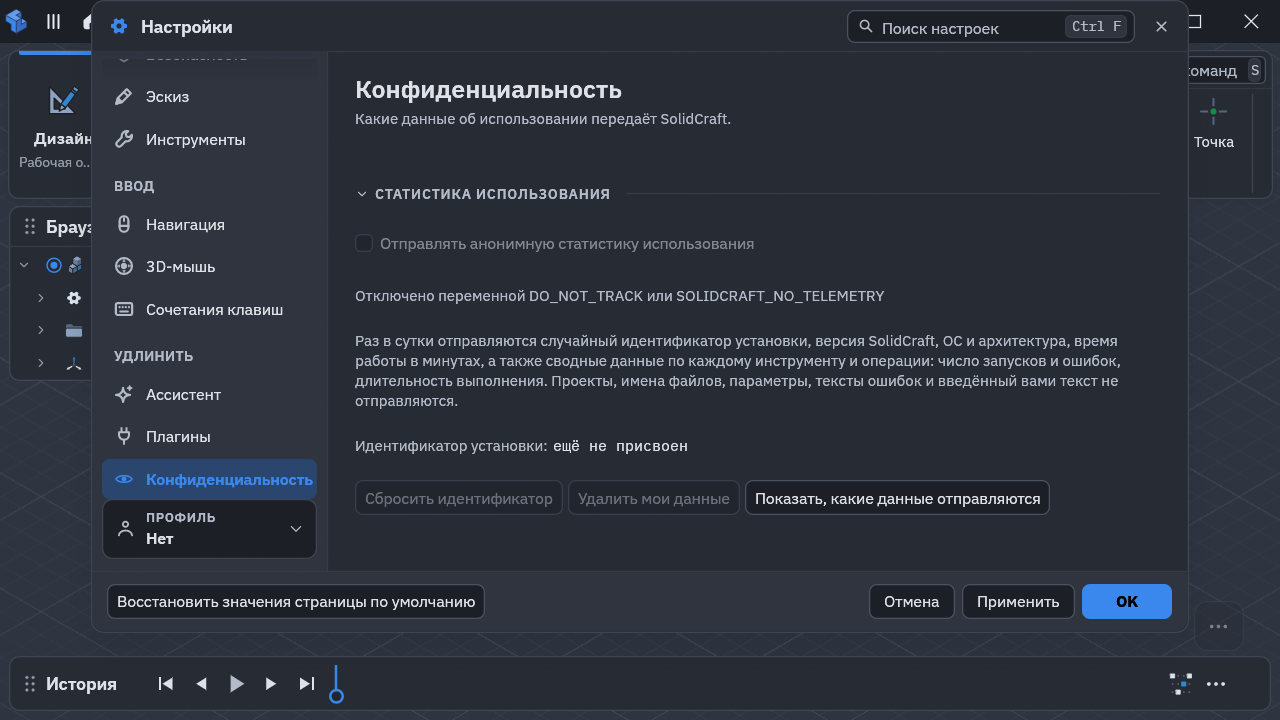 Настройки
Поиск настроек
Ctrl F
команд
S
Дизайн
Рабочая о...
Точка
Брауз
Эскиз
Инструменты
ВВОД
Навигация
3D-мышь
Сочетания клавиш
УДЛИНИТЬ
Ассистент
Плагины
Конфиденциальность
ПРОФИЛЬ
Нет
Конфиденциальность
Какие данные об использовании передаёт SolidCraft.
СТАТИСТИКА ИСПОЛЬЗОВАНИЯ
Отправлять анонимную статистику использования
Отключено переменной DO_NOT_TRACK или SOLIDCRAFT_NO_TELEMETRY
Раз в сутки отправляются случайный идентификатор установки, версия SolidCraft, ОС и архитектура, время
работы в минутах, а также сводные данные по каждому инструменту и операции: число запусков и ошибок,
длительность выполнения. Проекты, имена файлов, параметры, тексты ошибок и введённый вами текст не
отправляются.
Идентификатор установки: ещё не присвоен
Сбросить идентификатор
Удалить мои данные
Показать, какие данные отправляются
Восстановить значения страницы по умолчанию
Отмена
Применить
OK
История